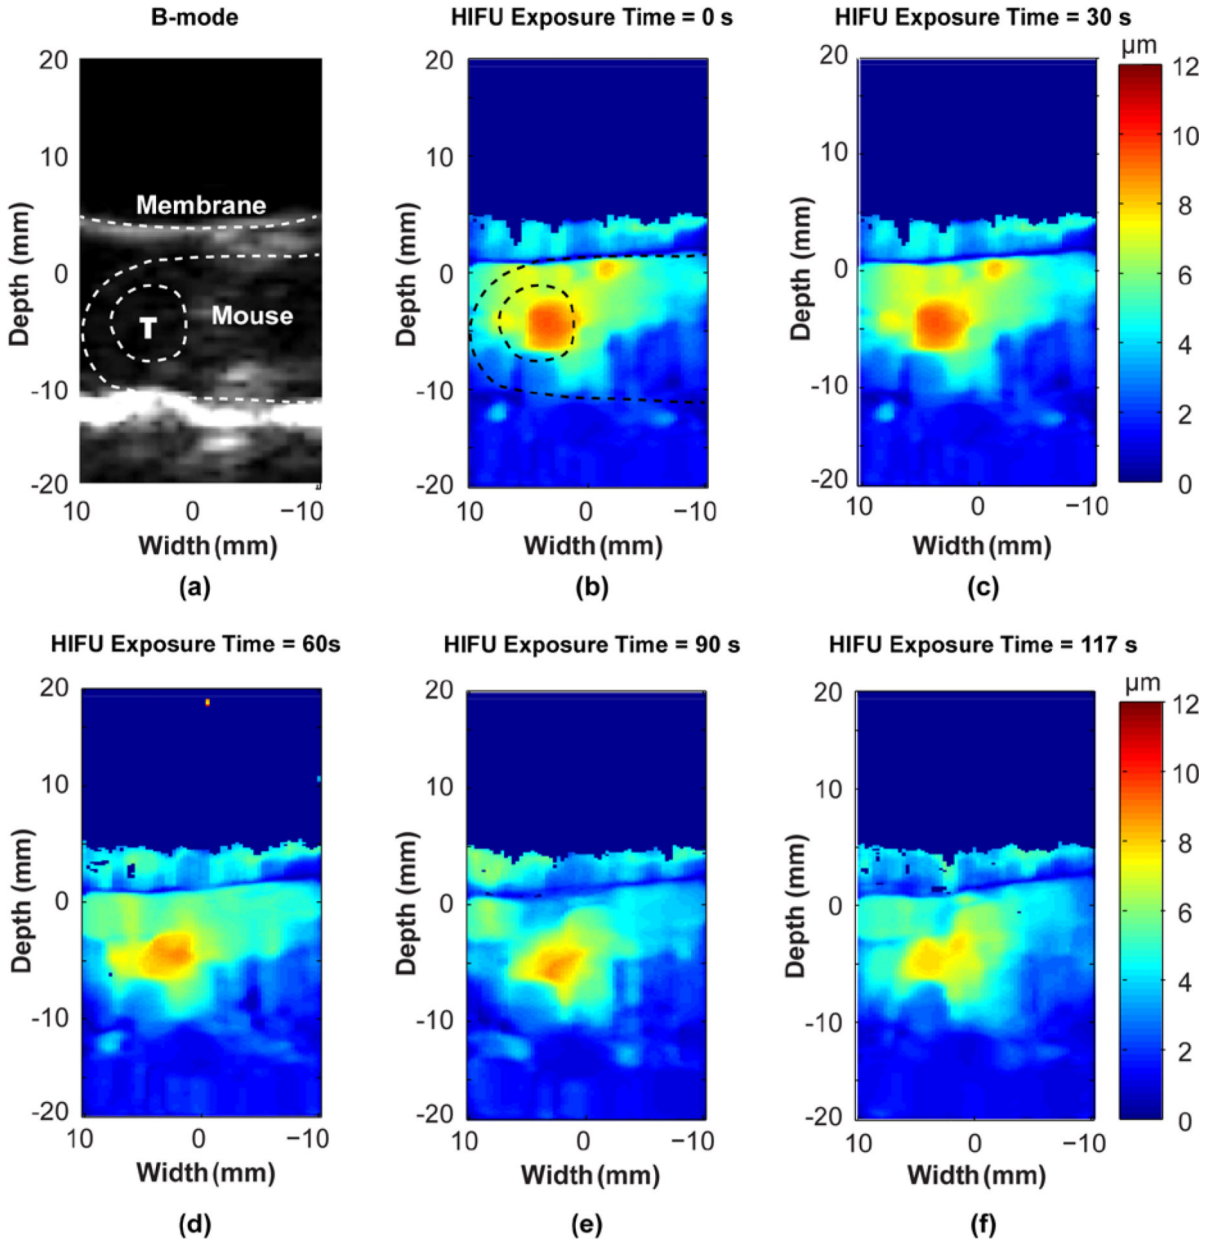 B-mode
HIFU Exposure Time = 0 s
HIFU Exposure Time = 30 s
µm
20
10
0
-10
-20
Depth (mm)
Membrane
T
Mouse
10
0
−10
Width (mm)
(a)
20
10
0
-10
-20
Depth (mm)
10
0
−10
Width (mm)
(b)
20
10
0
-10
-20
Depth (mm)
10
0
−10
Width (mm)
(c)
12
10
8
6
4
2
0
HIFU Exposure Time = 60s
HIFU Exposure Time = 90 s
HIFU Exposure Time = 117 s
µm
20
10
0
-10
-20
Depth (mm)
10
0
−10
Width (mm)
(d)
20
10
0
-10
-20
Depth (mm)
10
0
−10
Width (mm)
(e)
20
10
0
-10
-20
Depth (mm)
10
0
−10
Width (mm)
(f)
12
10
8
6
4
2
0